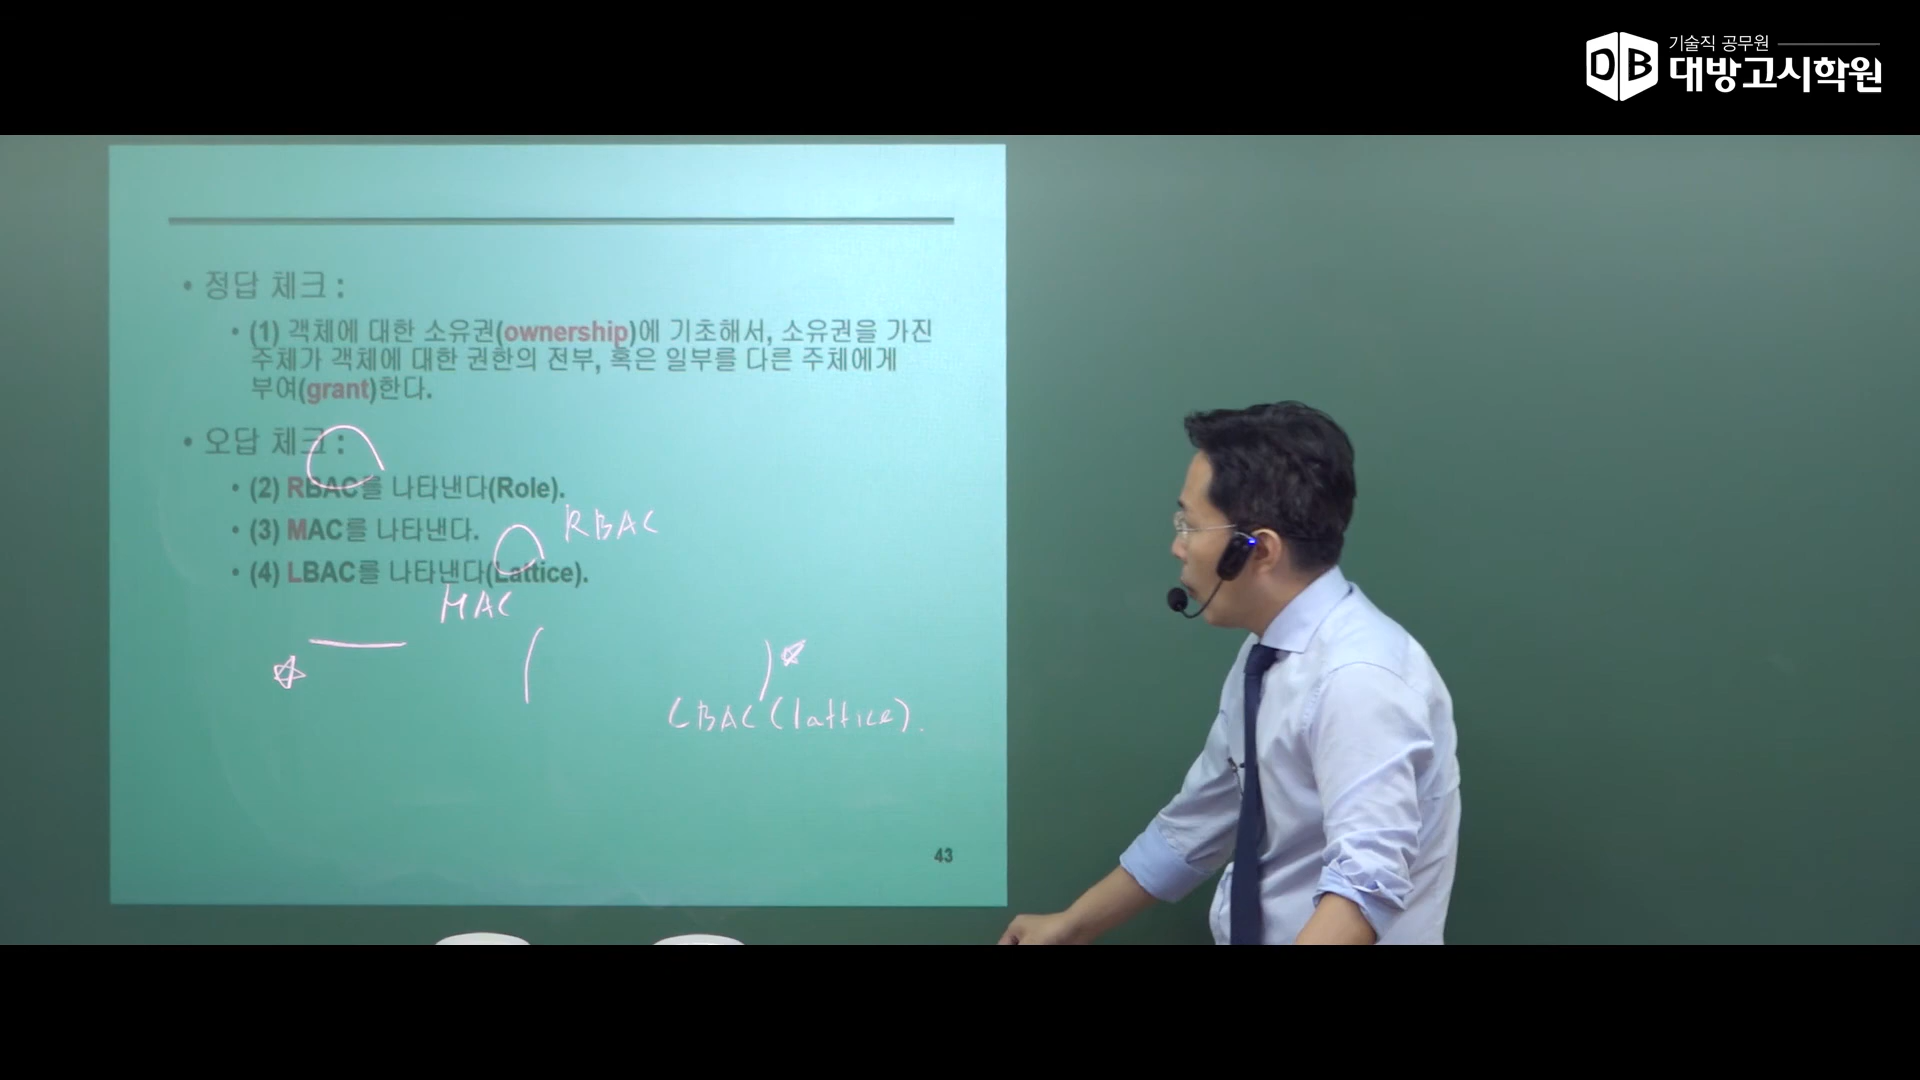 기술직 공무원
DB 대방고시학원
• 정답 체크 :
• (1) 객체에 대한 소유권(ownership)에 기초해서, 소유권을 가진
주체가 객체에 대한 권한의 전부, 혹은 일부를 다른 주체에게
부여(grant)한다.
• 오답 체크 :
• (2) RBAC를 나타낸다(Role).
RBAC
• (3) MAC를 나타낸다.
• (4) LBAC를 나타낸다(Lattice).
MAC
LBAC (lattice).
43